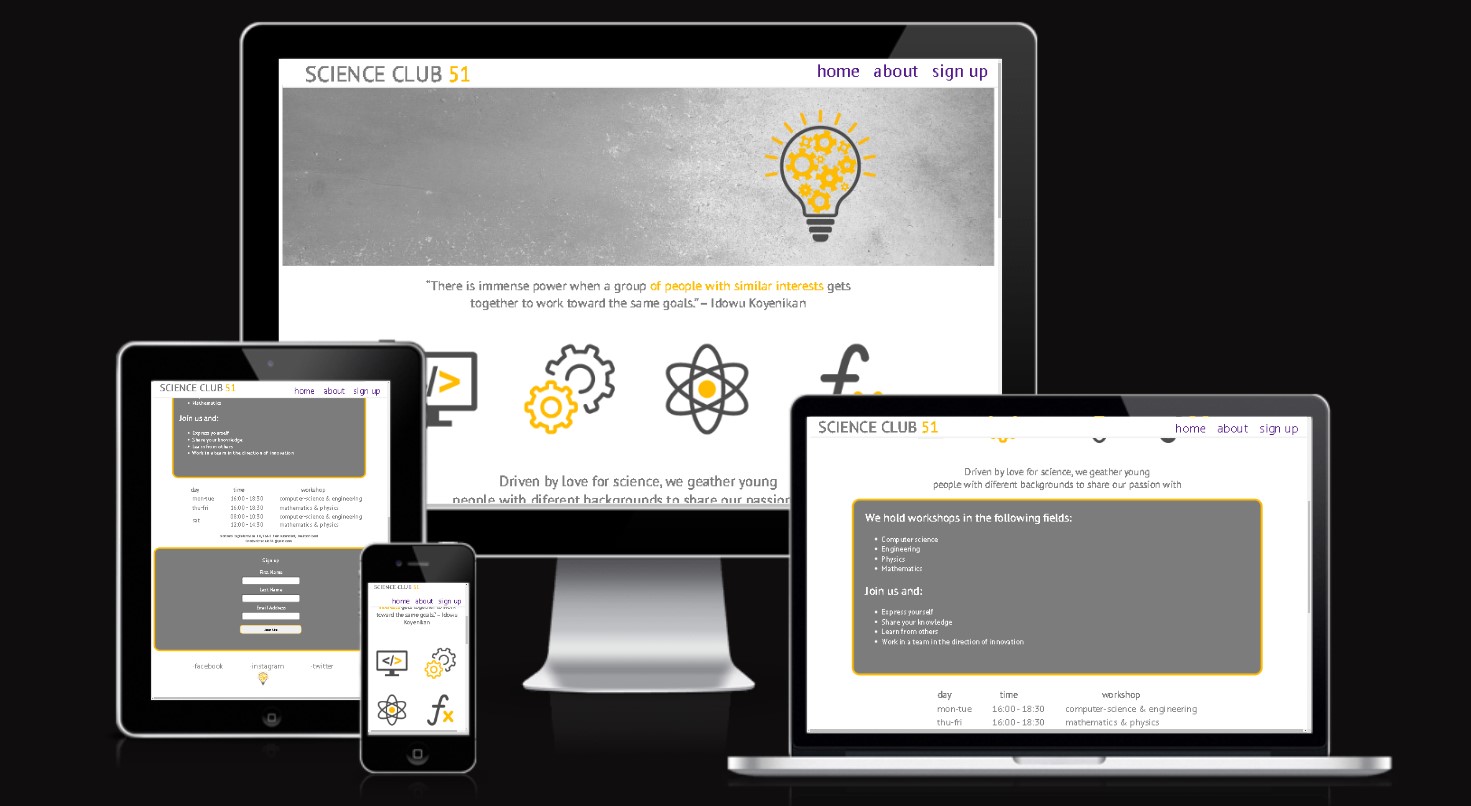 SCIENCE CLUB 51
home about sign up
“There is immense power when a group of people with similar interests gets
together to work toward the same goals.” – Idowu Koyenikan
</>
f
Driven by love for science, we geather young
people with diferent backgrounds to share our passion
SCIENCE CLUB 51
home about sign up
Mathematics
Join us and:
Express yourself
Share your knowledge
Learn from others
Work in a team in the direction of innovation
day time workshop
mon-tue 16:00 - 18:30 computer-science & engineering
thu-fri 16:00 - 18:30 mathematics & physics
sat 08:00 - 10:30 computer-science & engineering
12:00 - 14:30 mathematics & physics
Sign up
First Name
Last Name
Email Address
facebook instagram twitter
SCIENCE CLUB 51
home about sign up
toward the same goals.” – Idowu
Koyenikan
</>
fx
SCIENCE CLUB 51
home about sign up
Driven by love for science, we geather young
people with diferent backgrounds to share our passion with
We hold workshops in the following fields:
Computer science
Engineering
Physics
Mathematics
Join us and:
Express yourself
Share your knowledge
Learn from others
Work in a team in the direction of innovation
day time workshop
mon-tue 16:00 - 18:30 computer-science & engineering
thu-fri 16:00 - 18:30 mathematics & physics